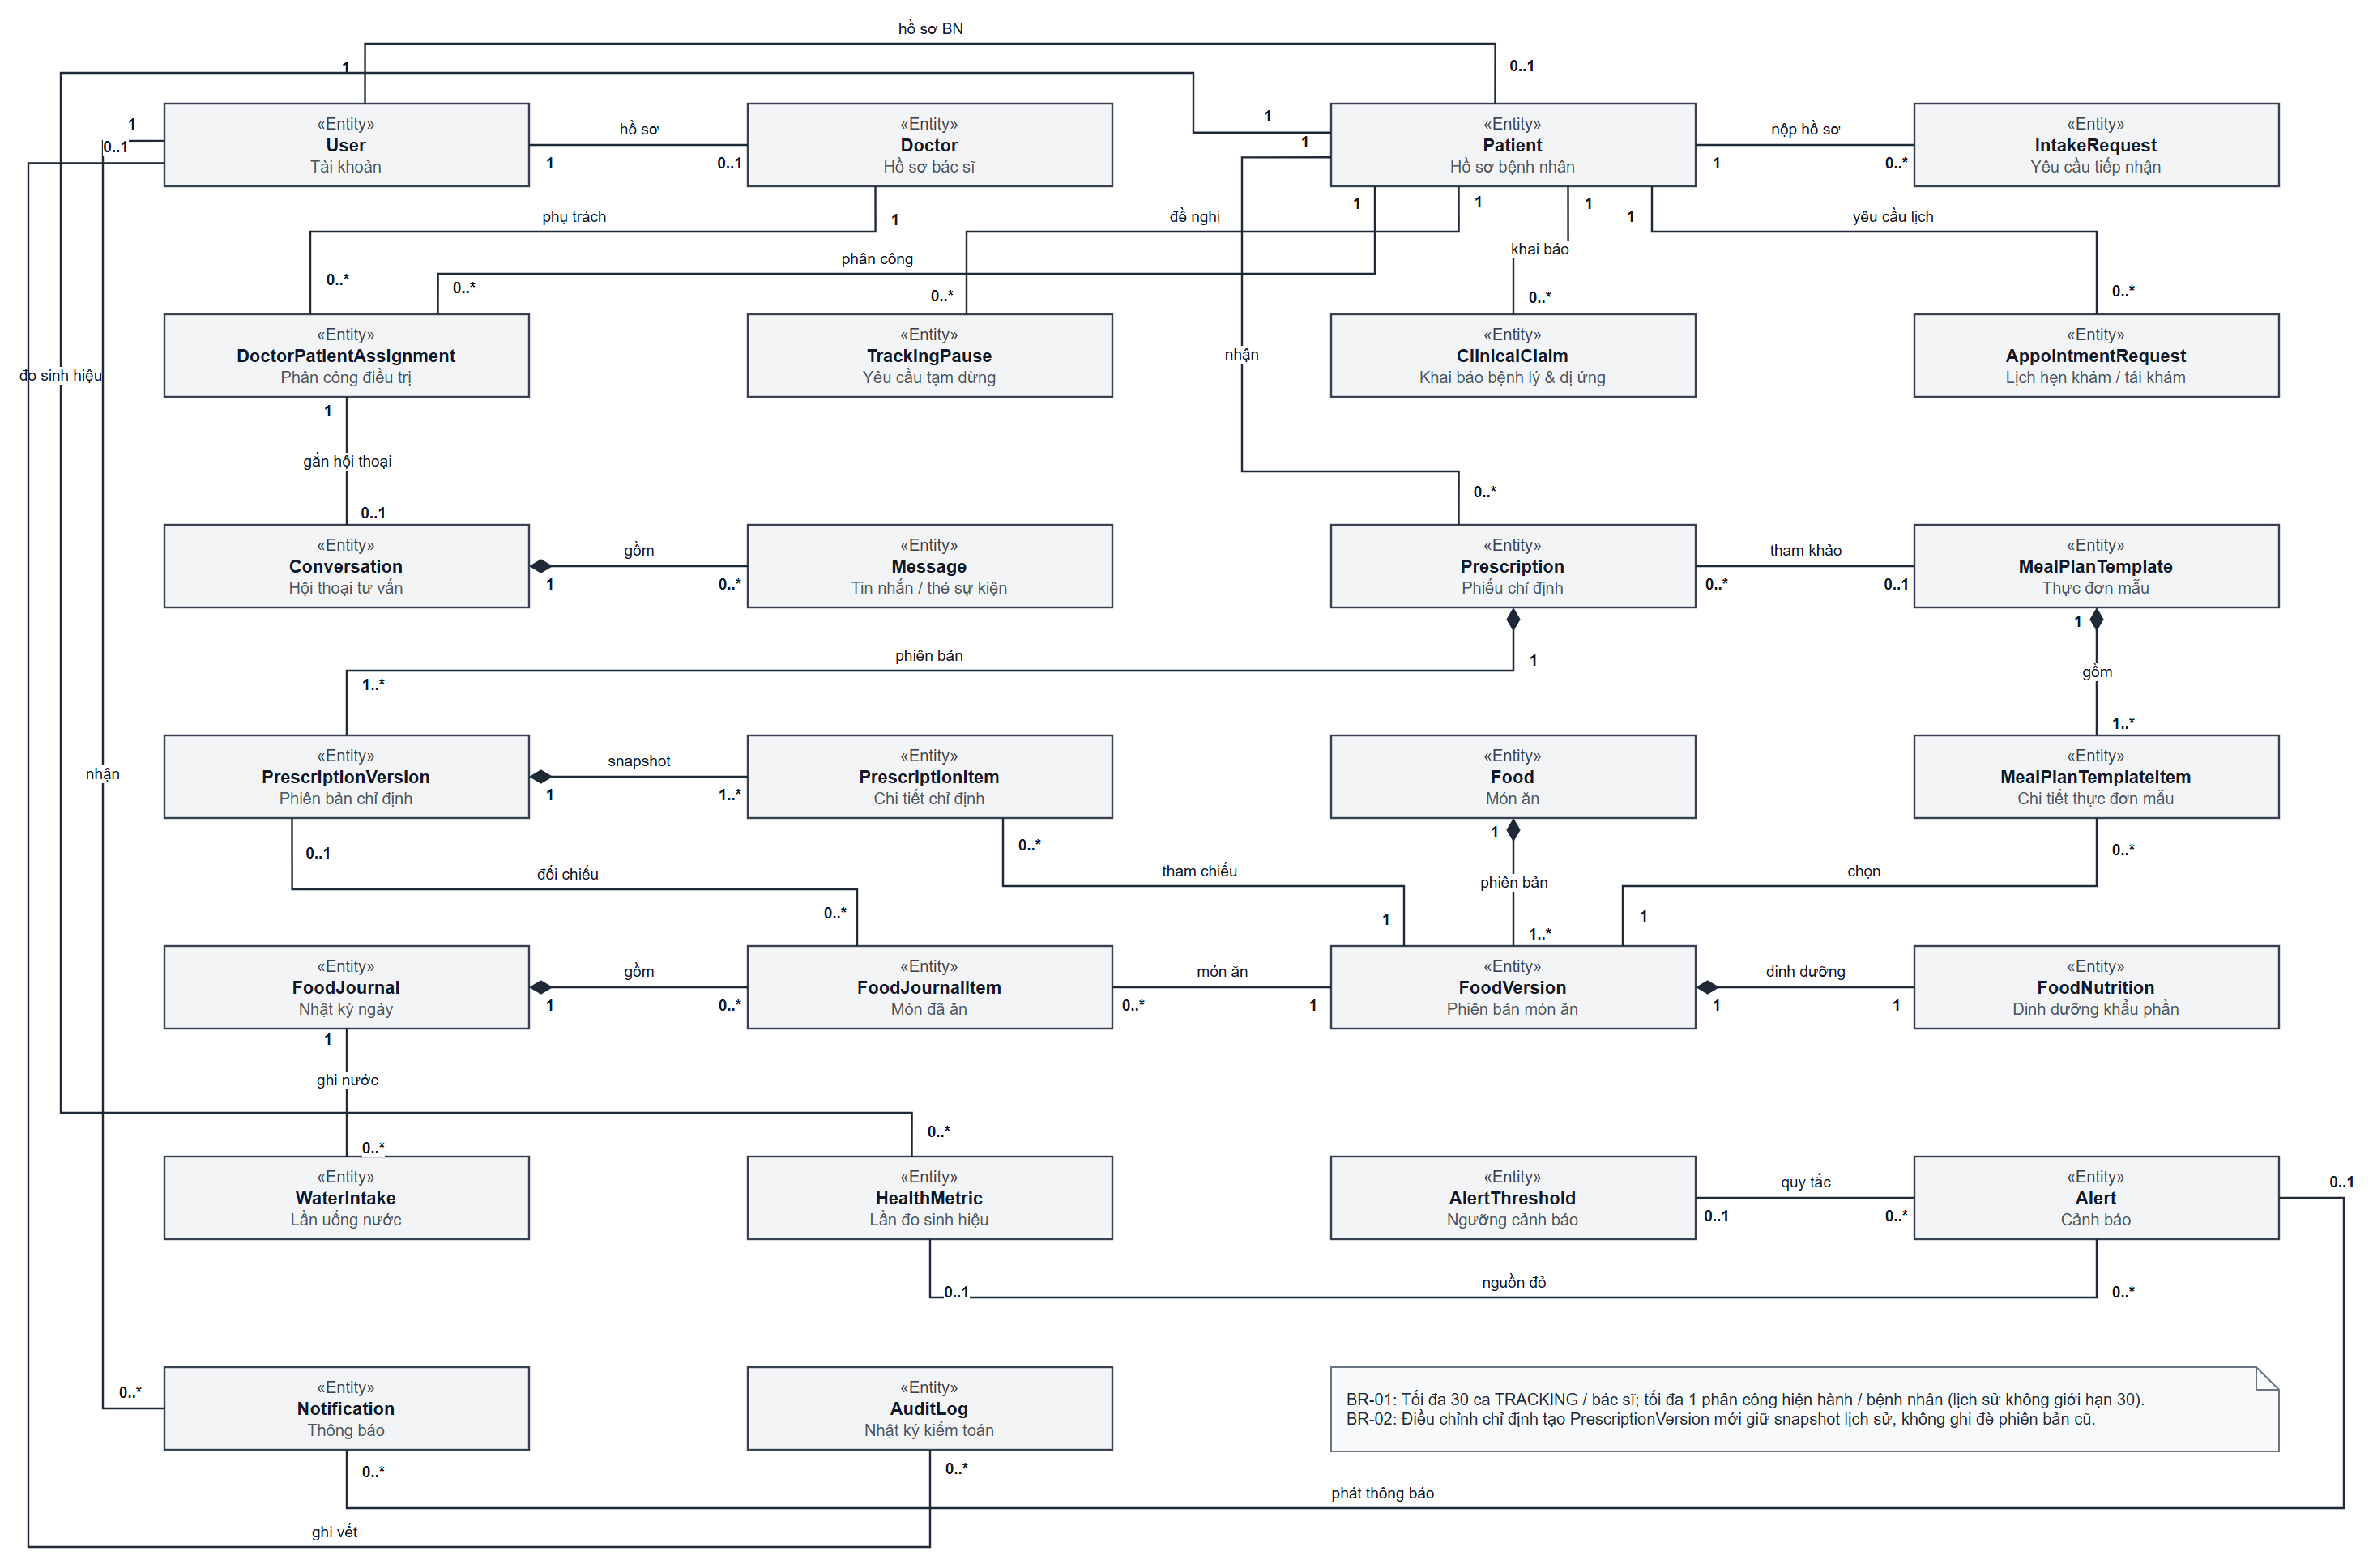 hồ sơ BN
1
0..1
«Entity»
User
Tài khoản
hồ sơ
1
0..1
«Entity»
Doctor
Hồ sơ bác sĩ
1
1
«Entity»
Patient
Hồ sơ bệnh nhân
nộp hồ sơ
1
0..*
«Entity»
IntakeRequest
Yêu cầu tiếp nhận
1
0..1
phụ trách
1
đề nghị
1
1
1
1
yêu cầu lịch
khai báo
phân công
0..*
0..*
0..*
0..*
0..*
«Entity»
DoctorPatientAssignment
Phân công điều trị
«Entity»
TrackingPause
Yêu cầu tạm dừng
nhận
«Entity»
ClinicalClaim
Khai báo bệnh lý & dị ứng
«Entity»
AppointmentRequest
Lịch hẹn khám / tái khám
đo sinh hiệu
1
gắn hội thoại
0..1
0..*
«Entity»
Conversation
Hội thoại tư vấn
gồm
1
0..*
«Entity»
Message
Tin nhắn / thẻ sự kiện
«Entity»
Prescription
Phiếu chỉ định
tham khảo
0..*
0..1
«Entity»
MealPlanTemplate
Thực đơn mẫu
1
phiên bản
1
gồm
1..*
1..*
«Entity»
PrescriptionVersion
Phiên bản chỉ định
snapshot
1
1..*
«Entity»
PrescriptionItem
Chi tiết chỉ định
«Entity»
Food
Món ăn
«Entity»
MealPlanTemplateItem
Chi tiết thực đơn mẫu
nhận
0..1
0..*
1
0..*
đối chiếu
tham chiếu
phiên bản
chọn
0..*
1
1..*
1
«Entity»
FoodJournal
Nhật ký ngày
gồm
1
0..*
«Entity»
FoodJournalItem
Món đã ăn
món ăn
0..*
1
«Entity»
FoodVersion
Phiên bản món ăn
dinh dưỡng
1
1
«Entity»
FoodNutrition
Dinh dưỡng khẩu phần
1
ghi nước
0..*
0..*
«Entity»
WaterIntake
Lần uống nước
«Entity»
HealthMetric
Lần đo sinh hiệu
«Entity»
AlertThreshold
Ngưỡng cảnh báo
quy tắc
0..1
0..*
«Entity»
Alert
Cảnh báo
0..1
0..1
nguồn đỏ
0..*
0..*
«Entity»
Notification
Thông báo
«Entity»
AuditLog
Nhật ký kiểm toán
BR-01: Tối đa 30 ca TRACKING / bác sĩ; tối đa 1 phân công hiện hành / bệnh nhân (lịch sử không giới hạn 30).
BR-02: Điều chỉnh chỉ định tạo PrescriptionVersion mới giữ snapshot lịch sử, không ghi đè phiên bản cũ.
0..*
0..*
phát thông báo
ghi vết